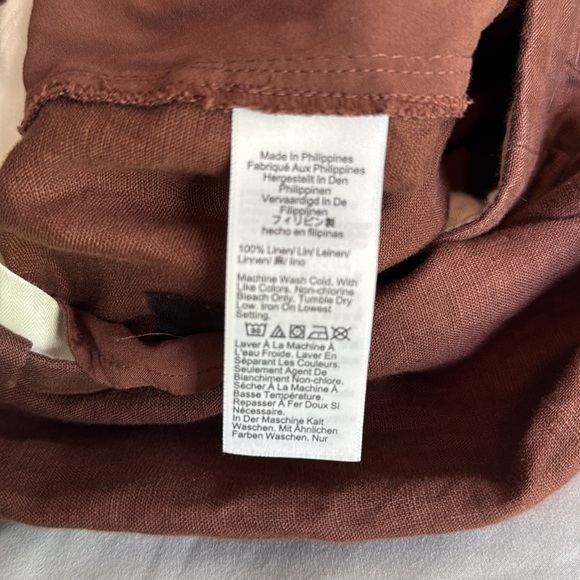 Made In Philippines
Fabriqué Aux Philippines
Hergestellt In Den
Philippinen
Vervaardigd In De
Filippijnen
フィリピン製
hecho en filipinas
100% Linen/ Lin/ Leinen/
Linnen/ 麻/ lino
Machine Wash Cold. With
Like Colors. Non-chlorine
Bleach Only. Tumble Dry
Low. Iron On Lowest
Setting.
Laver À La Machine À
L'eau Froide. Laver En
Séparant Les Couleurs.
Seulement Agent De
Blanchiment Non-chlore.
Sécher À La Machine À
Basse Température.
Repasser À Fer Doux Si
Nécessaire.
In Der Maschine Kalt
Waschen, Mit Ähnlichen
Farben Waschen, Nur